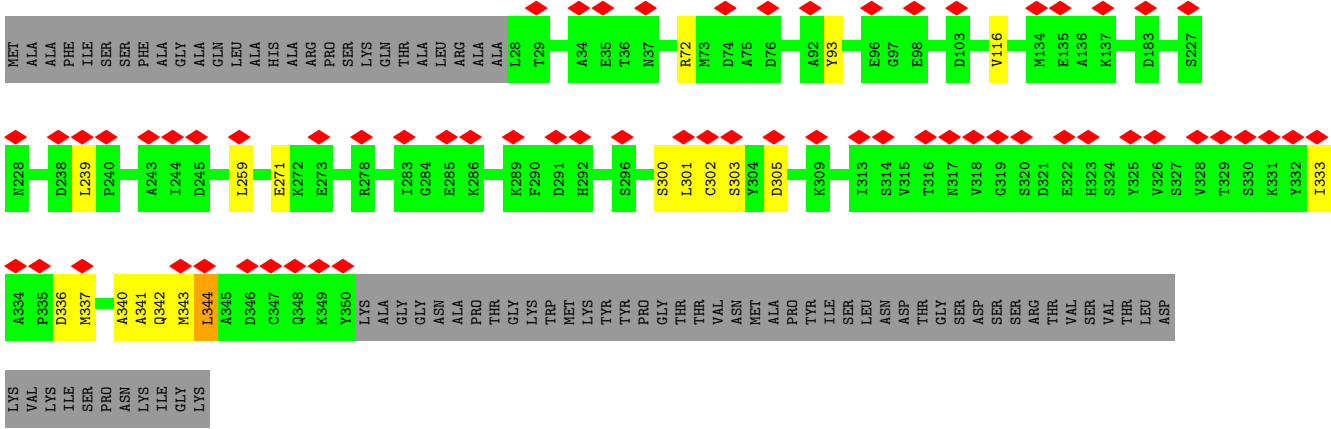 MET ALA ALA PHE ILE SER SER PHE ALA GLY ALA GLN LEU ALA HIS ALA ARG PRO SER LYS GLN THR ALA LEU ARG ALA ALA L28 T29 A34 E35 T36 N37 R72 M73 D74 A75 D76 A92 Y93 E96 G97 E98 D103 V116 M134 E135 A136 K137 D183 S227
N228 D238 L239 P240 A243 I244 D245 L259 E271 K272 E273 R278 I283 G284 E285 K286 K289 F290 D291 H292 S296 S300 L301 C302 S303 Y304 D305 K309 I313 S314 V315 T316 N317 V318 G319 S320 D321 E322 H323 S324 Y325 V326 S327 V328 T329 S330 K331 Y332 I333
A334 P335 D336 M337 A340 A341 Q342 M343 L344 A345 D346 C347 Q348 K349 Y350 LYS ALA GLY GLY ASN ALA PRO THR GLY LYS TRP MET LYS TYR TYR PRO GLY THR THR VAL ASN MET ALA PRO TYR ILE SER LEU ASN ASP THR GLY SER ASP SER SER ARG THR VAL SER VAL THR LEU ASP
LYS VAL LYS ILE SER PRO ASN LYS ILE GLY LYS